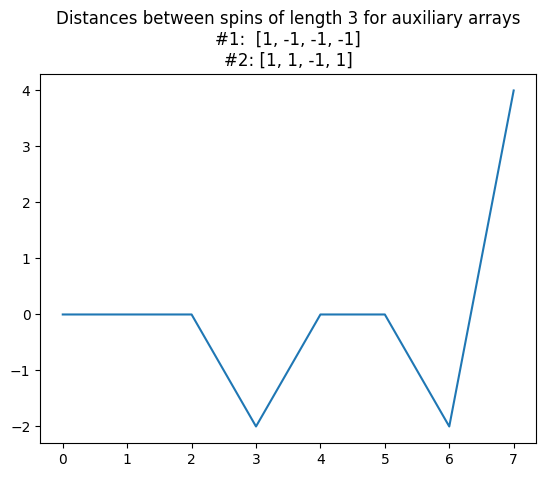 Distances between spins of length 3 for auxiliary arrays
#1:  [1, -1, -1, -1]
#2: [1, 1, -1, 1]
4
3
2
1
0
−1
−2
0 1 2 3 4 5 6 7